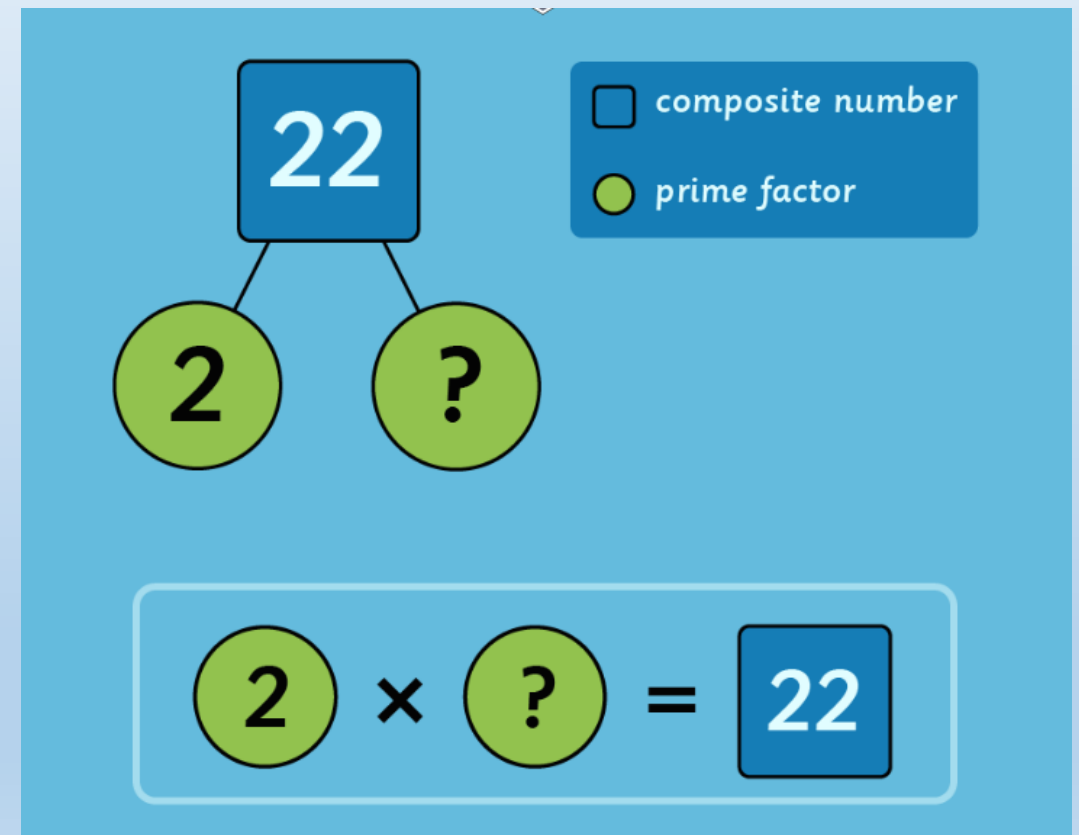 22
composite number
prime factor
2 ?
2 × ? = 22